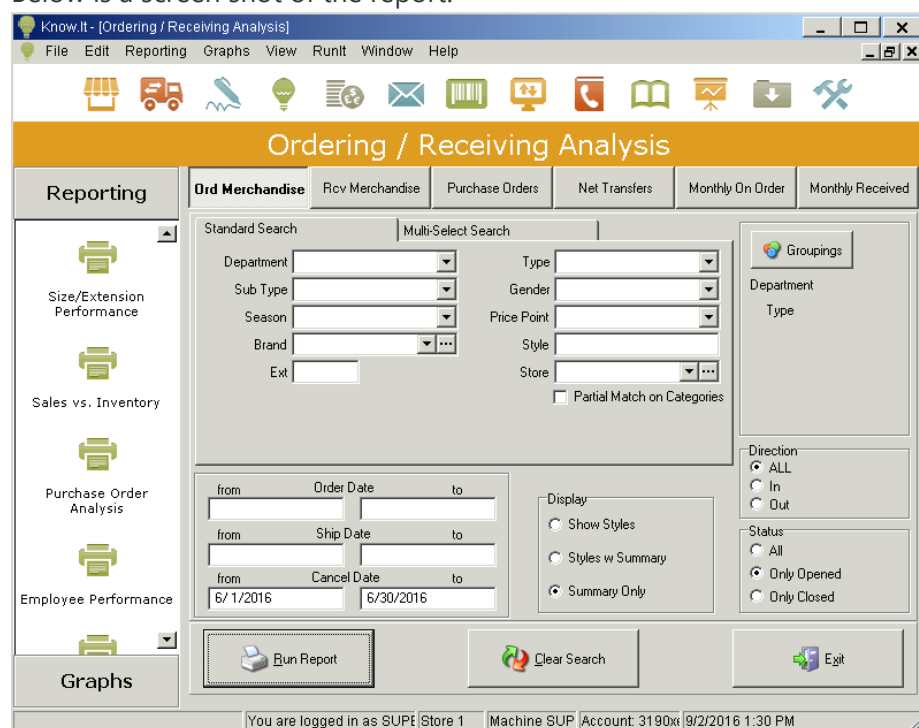 Below is a screen shot of the report.
Know.It - [Ordering / Receiving Analysis]
File Edit Reporting Graphs View RunIt Window Help
Ordering / Receiving Analysis
Reporting
Ord Merchandise Rcv Merchandise Purchase Orders Net Transfers Monthly On Order Monthly Received
Size/Extension
Performance
Sales vs. Inventory
Purchase Order
Analysis
Employee Performance
Graphs
Standard Search Multi-Select Search
Department Type
Sub Type Gender
Season Price Point
Brand Style
Ext Store
Partial Match on Categories
Groupings
Department
Type
Direction
ALL
In
Out
Status
All
Only Opened
Only Closed
from Order Date to
from Ship Date to
from Cancel Date to
6/ 1/2016 6/30/2016
Display
Show Styles
Styles w Summary
Summary Only
Run Report Clear Search Exit
You are logged in as SUPE Store 1 Machine SUP Account: 3190x 9/2/2016 1:30 PM